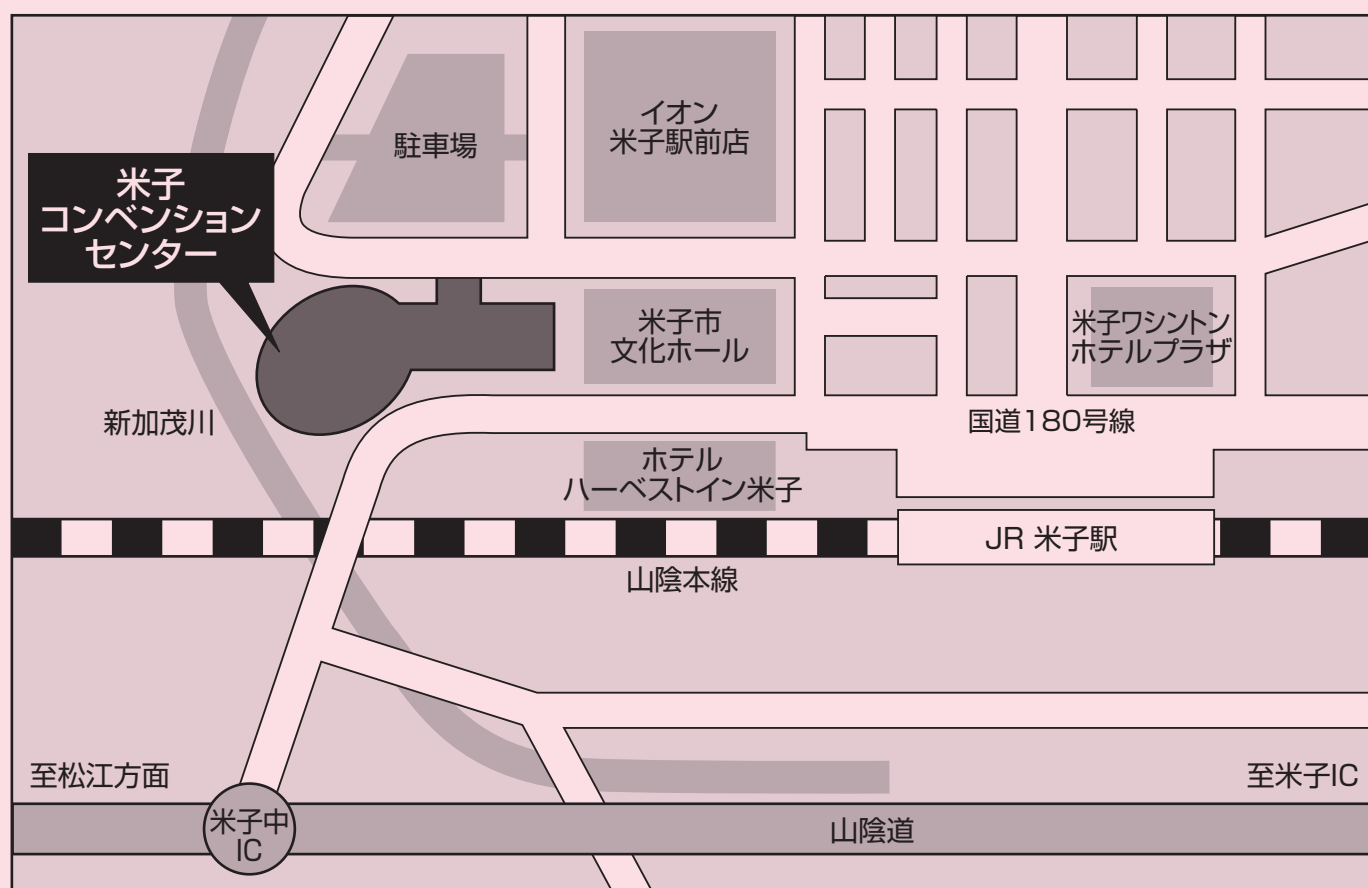 イオン
米子駅前店
駐車場
米子
コンベンション
センター
米子市
文化ホール
米子ワシントン
ホテルプラザ
新加茂川
国道180号線
ホテル
ハーベストイン米子
JR 米子駅
山陰本線
至松江方面
至米子IC
米子中
IC
山陰道